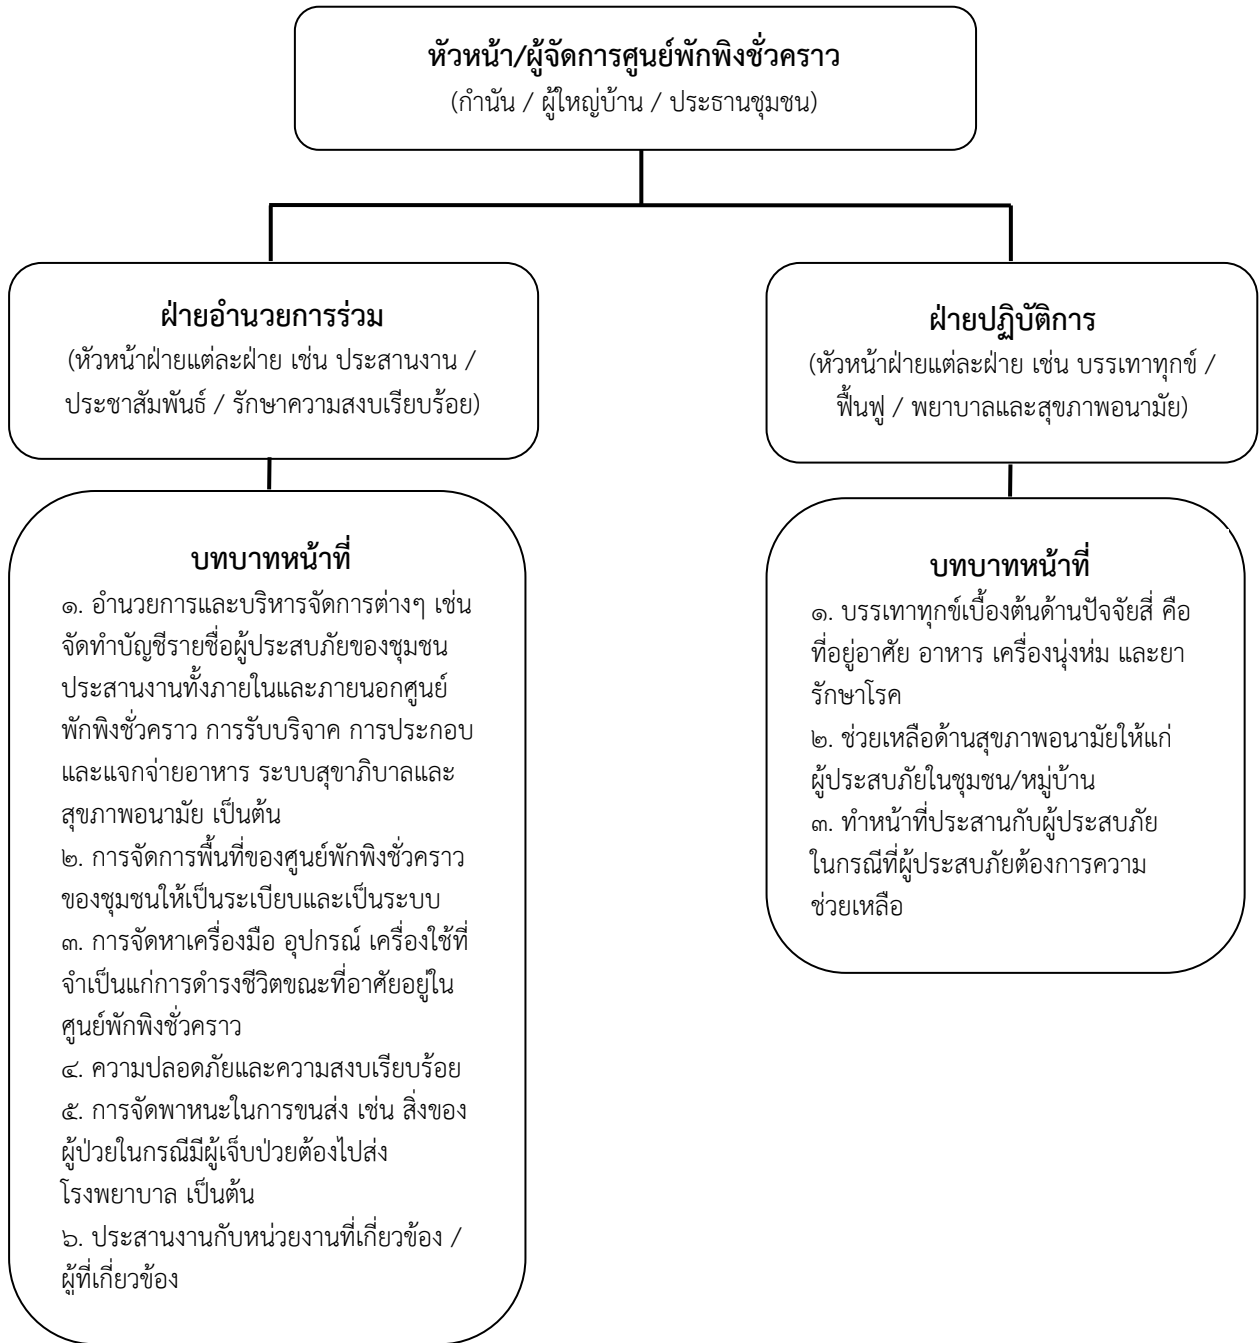 หัวหน้า/ผู้จัดการศูนย์พักพิงชั่วคราว
(กำนัน / ผู้ใหญ่บ้าน / ประธานชุมชน)
ฝ่ายอำนวยการร่วม
(หัวหน้าฝ่ายแต่ละฝ่าย เช่น ประสานงาน /
ประชาสัมพันธ์ / รักษาความสงบเรียบร้อย)
บทบาทหน้าที่
๑. อำนวยการและบริหารจัดการต่างๆ เช่น
จัดทำบัญชีรายชื่อผู้ประสบภัยของชุมชน
ประสานงานทั้งภายในและภายนอกศูนย์
พักพิงชั่วคราว การรับบริจาค การประกอบ
และแจกจ่ายอาหาร ระบบสุขาภิบาลและ
สุขภาพอนามัย เป็นต้น
๒. การจัดการพื้นที่ของศูนย์พักพิงชั่วคราว
ของชุมชนให้เป็นระเบียบและเป็นระบบ
๓. การจัดหาเครื่องมือ อุปกรณ์ เครื่องใช้ที่
จำเป็นแก่การดำรงชีวิตขณะที่อาศัยอยู่ใน
ศูนย์พักพิงชั่วคราว
๔. ความปลอดภัยและความสงบเรียบร้อย
๕. การจัดพาหนะในการขนส่ง เช่น สิ่งของ
ผู้ป่วยในกรณีมีผู้เจ็บป่วยต้องไปส่ง
โรงพยาบาล เป็นต้น
๖. ประสานงานกับหน่วยงานที่เกี่ยวข้อง /
ผู้ที่เกี่ยวข้อง
ฝ่ายปฏิบัติการ
(หัวหน้าฝ่ายแต่ละฝ่าย เช่น บรรเทาทุกข์ /
ฟื้นฟู / พยาบาลและสุขภาพอนามัย)
บทบาทหน้าที่
๑. บรรเทาทุกข์เบื้องต้นด้านปัจจัยสี่ คือ
ที่อยู่อาศัย อาหาร เครื่องนุ่งห่ม และยา
รักษาโรค
๒. ช่วยเหลือด้านสุขภาพอนามัยให้แก่
ผู้ประสบภัยในชุมชน/หมู่บ้าน
๓. ทำหน้าที่ประสานกับผู้ประสบภัย
ในกรณีที่ผู้ประสบภัยต้องการความ
ช่วยเหลือ